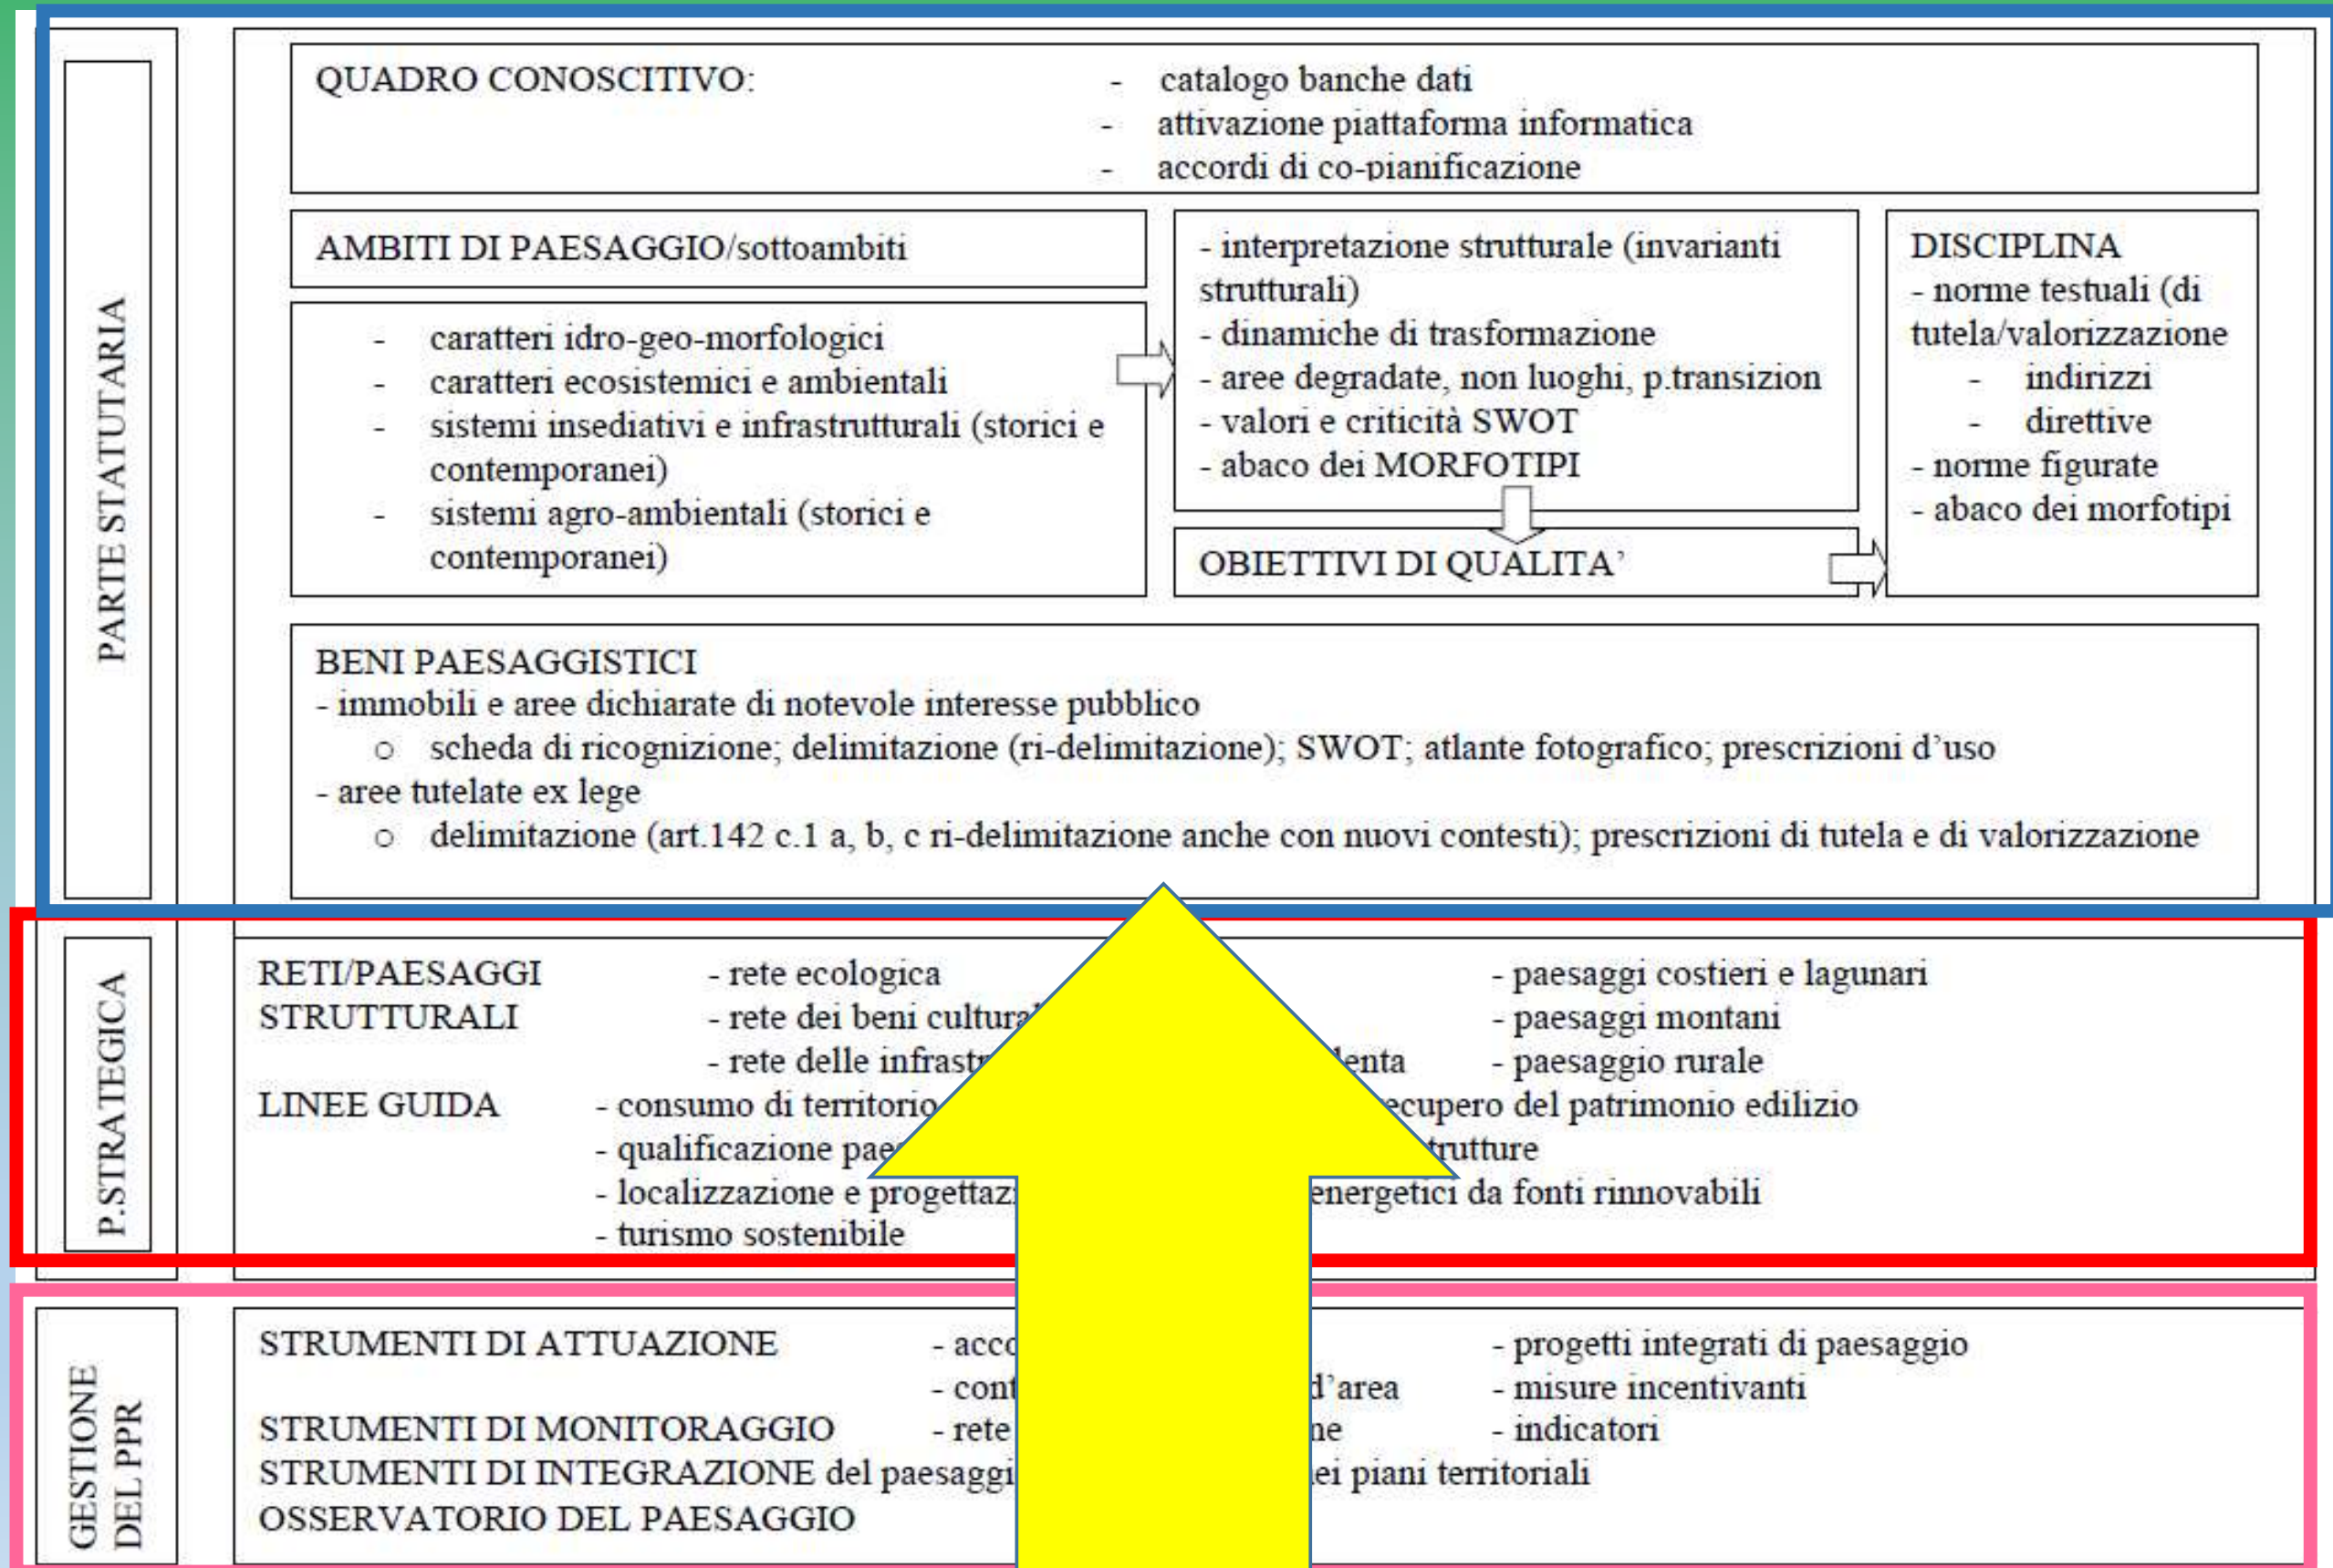 PARTE STATUTARIA
QUADRO CONOSCITIVO:
- catalogo banche dati
- attivazione piattaforma informatica
- accordi di co-pianificazione
AMBITI DI PAESAGGIO/sottoambiti
- caratteri idro-geo-morfologici
- caratteri ecosistemici e ambientali
- sistemi insediativi e infrastrutturali (storici e
contemporanei)
- sistemi agro-ambientali (storici e
contemporanei)
- interpretazione strutturale (invarianti
strutturali)
- dinamiche di trasformazione
- aree degradate, non luoghi, p.transizion
- valori e criticità SWOT
- abaco dei MORFOTIPI
OBIETTIVI DI QUALITA’
DISCIPLINA
- norme testuali (di
tutela/valorizzazione
- indirizzi
- direttive
- norme figurate
- abaco dei morfotipi
BENI PAESAGGISTICI
- immobili e aree dichiarate di notevole interesse pubblico
o scheda di ricognizione; delimitazione (ri-delimitazione); SWOT; atlante fotografico; prescrizioni d’uso
- aree tutelate ex lege
o delimitazione (art.142 c.1 a, b, c ri-delimitazione anche con nuovi contesti); prescrizioni di tutela e di valorizzazione
P.STRATEGICA
RETI/PAESAGGI - rete ecologica - paesaggi costieri e lagunari
STRUTTURALI - rete dei beni - paesaggi montani
- rete delle - paesaggio rurale
LINEE GUIDA - consumo di territorio del patrimonio edilizio
- qualificazione
- localizzazione e energetici da fonti rinnovabili
- turismo sostenibile
GESTIONE
DEL PPR
STRUMENTI DI ATTUAZIONE - progetti integrati di paesaggio
d’area - misure incentivanti
STRUMENTI DI MONITORAGGIO - rete - indicatori
STRUMENTI DI INTEGRAZIONE del piani territoriali
OSSERVATORIO DEL PAESAGGIO